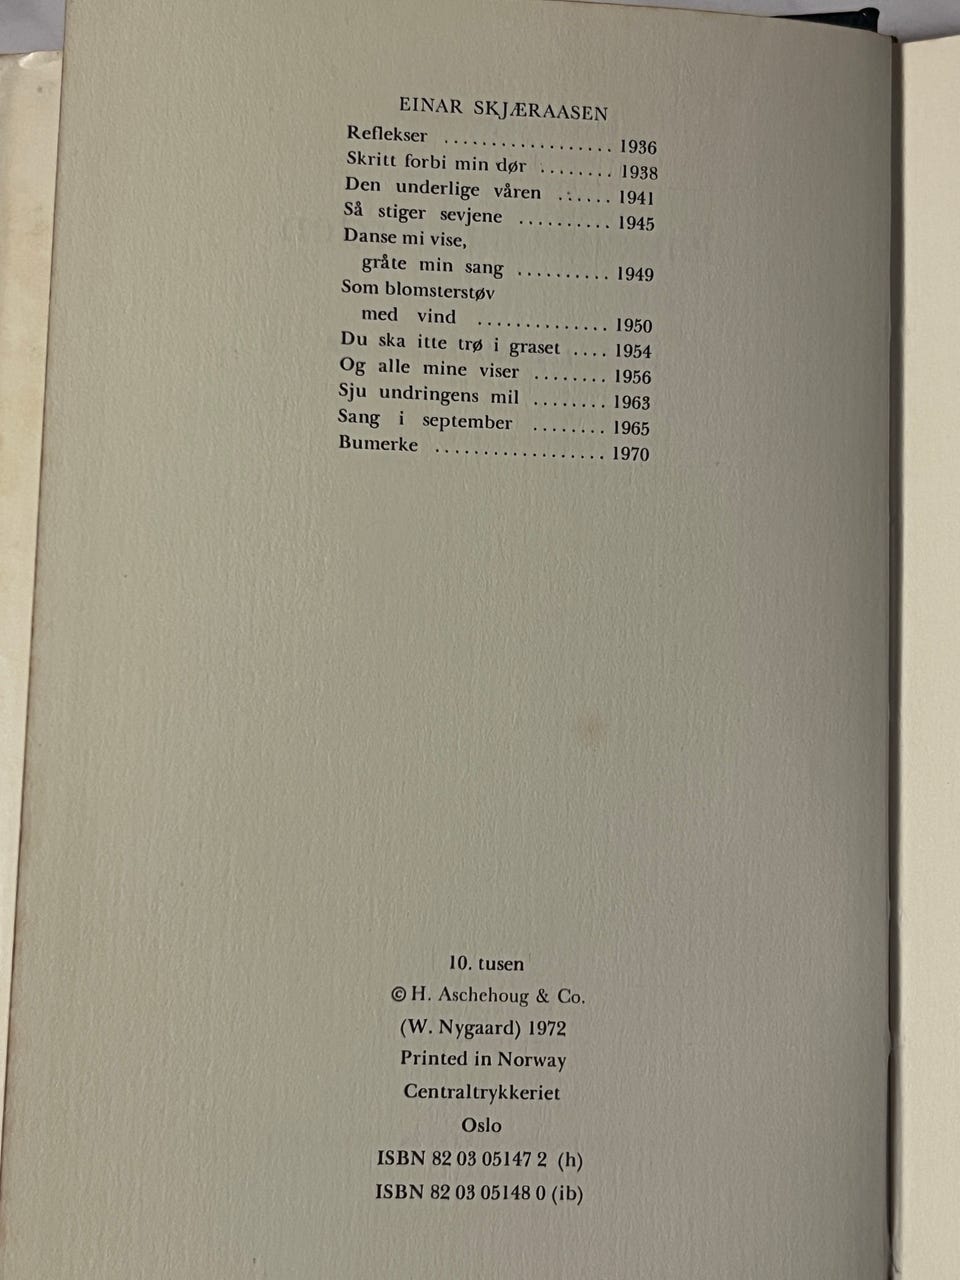 EINAR SKJÆRAASEN
Reflekser .................. 1936
Skritt forbi min dør ........ 1938
Den underlige våren ...... 1941
Så stiger sevjene .......... 1945
Danse mi vise,
gråte min sang .......... 1949
Som blomsterstøv
med vind .............. 1950
Du ska itte trø i graset .... 1954
Og alle mine viser ........ 1956
Sju undringens mil ........ 1963
Sang i september ........ 1965
Bumerke .................. 1970
10. tusen
© H. Aschehoug & Co.
(W. Nygaard) 1972
Printed in Norway
Centraltrykkeriet
Oslo
ISBN 82 03 05147 2 (h)
ISBN 82 03 05148 0 (ib)